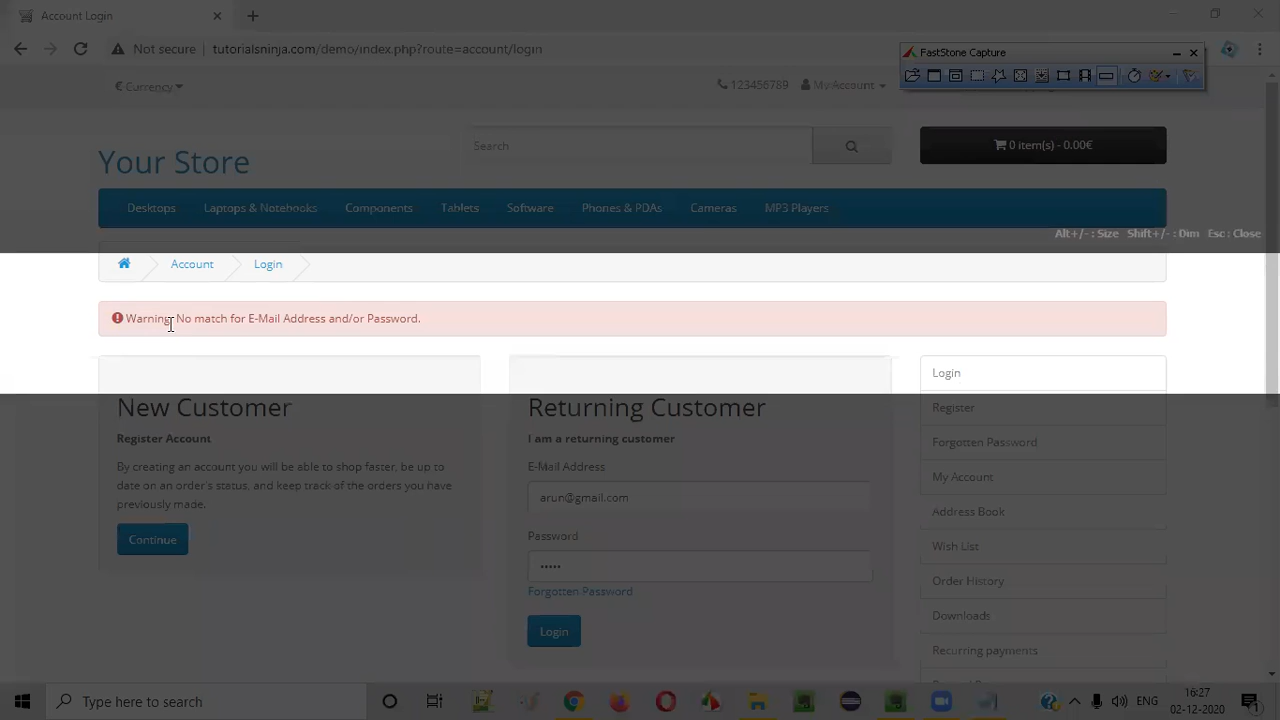 Account Login
Not secure tutorialsninja.com/demo/index.php?route=account/login
FastStone Capture
€ Currency
123456789 My Account
Search
0 item(s) - 0.00€
Your Store
Desktops Laptops & Notebooks Components Tablets Software Phones & PDAs Cameras MP3 Players
Alt+/- : Size Shift+/- : Dim Esc : Close
Account Login
Warning: No match for E-Mail Address and/or Password.
New Customer
Register Account
By creating an account you will be able to shop faster, be up to
date on an order's status, and keep track of the orders you have
previously made.
Continue
Returning Customer
I am a returning customer
E-Mail Address
arun@gmail.com
Password
•••••
Forgotten Password
Login
Login
Register
Forgotten Password
My Account
Address Book
Wish List
Order History
Downloads
Recurring payments
Type here to search
ENG
16:27
02-12-2020